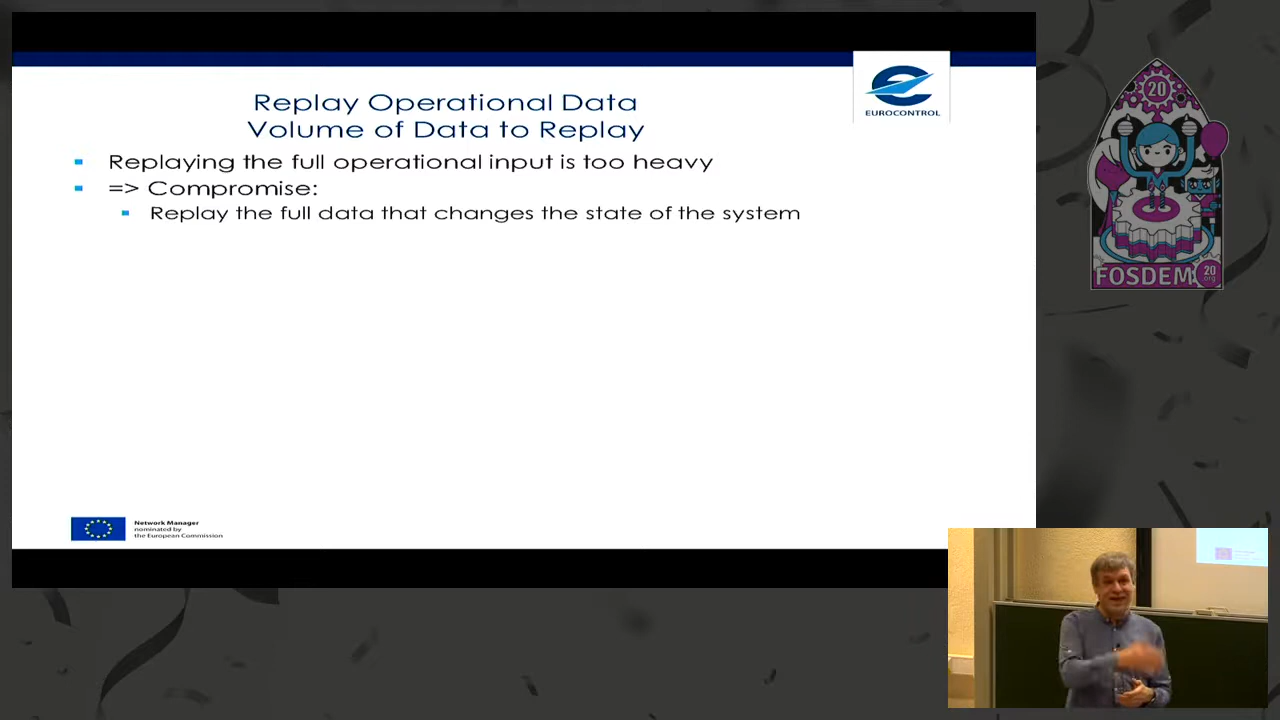 EUROCONTROL
Replay Operational Data
Volume of Data to Replay
Replaying the full operational input is too heavy
=> Compromise:
Replay the full data that changes the state of the system
Network Manager
nominated by
the European Commission
20
FOSDEM
20
.org